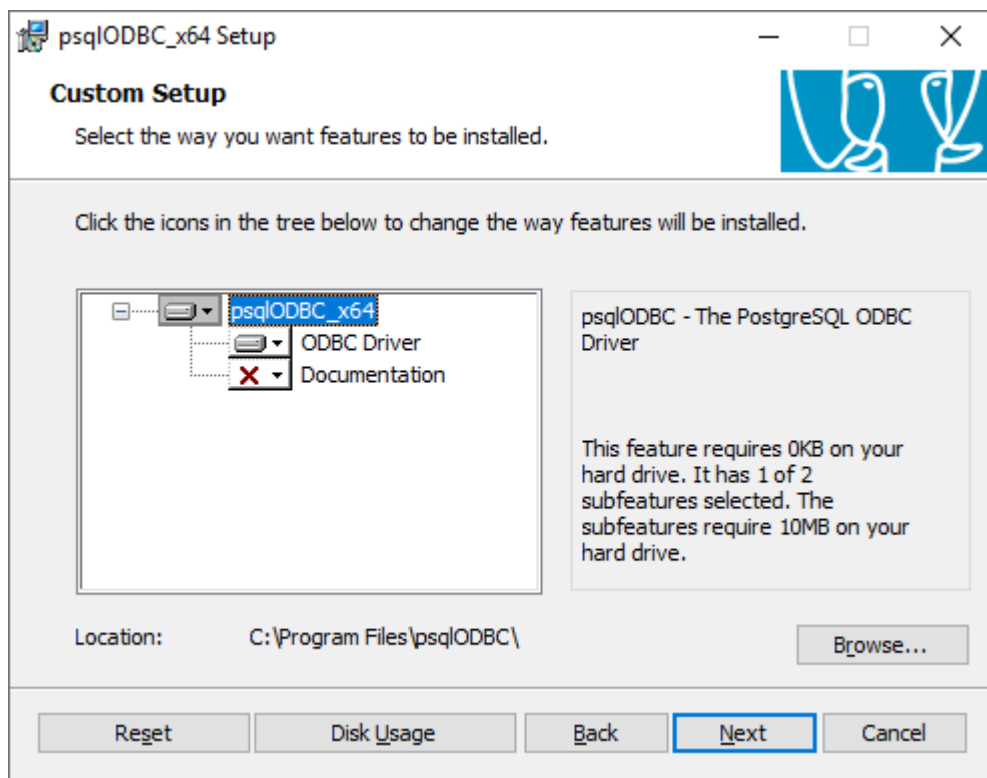 psqlODBC_x64 Setup
Custom Setup
Select the way you want features to be installed.
Click the icons in the tree below to change the way features will be installed.
psqlODBC_x64
ODBC Driver
Documentation
psqlODBC - The PostgreSQL ODBC
Driver
This feature requires 0KB on your
hard drive. It has 1 of 2
subfeatures selected. The
subfeatures require 10MB on your
hard drive.
Location: C:\Program Files\psqlODBC\
Browse...
Reset Disk Usage Back Next Cancel